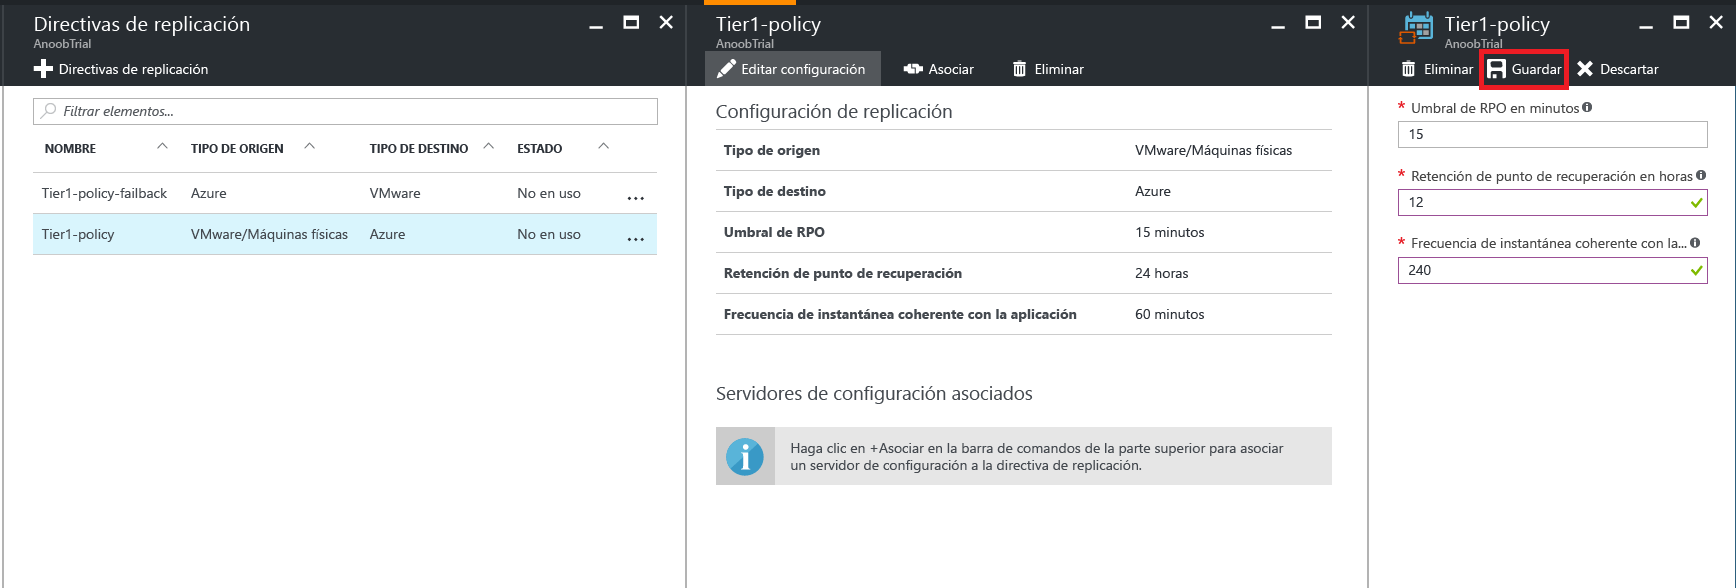 Directivas de replicación
AnoobTrial
Directivas de replicación
Filtrar elementos...
NOMBRE TIPO DE ORIGEN TIPO DE DESTINO ESTADO
Tier1-policy-failback Azure VMware No en uso ...
Tier1-policy VMware/Máquinas físicas Azure No en uso ...
Tier1-policy
AnoobTrial
Editar configuración Asociar Eliminar
Configuración de replicación
Tipo de origen VMware/Máquinas físicas
Tipo de destino Azure
Umbral de RPO 15 minutos
Retención de punto de recuperación 24 horas
Frecuencia de instantánea coherente con la aplicación 60 minutos
Servidores de configuración asociados
Haga clic en +Asociar en la barra de comandos de la parte superior para asociar
un servidor de configuración a la directiva de replicación.
Tier1-policy
AnoobTrial
Eliminar Guardar Descartar
* Umbral de RPO en minutos
15
* Retención de punto de recuperación en horas
12
* Frecuencia de instantánea coherente con la...
240